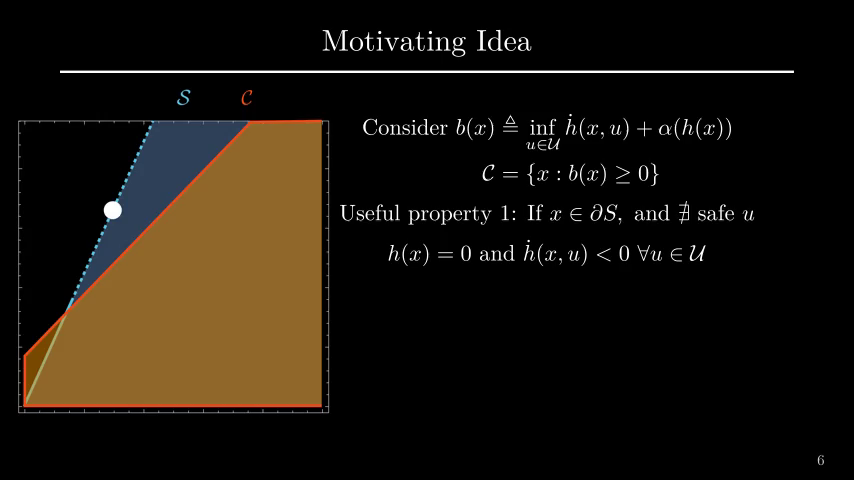 Motivating Idea
𝒮 𝒞
Consider b(x) ≜ inf_{u∈𝒰} ḣ(x, u) + α(h(x))
𝒞 = {x : b(x) ≥ 0}
Useful property 1: If x ∈ ∂S, and ∄ safe u
h(x) = 0 and ḣ(x, u) < 0 ∀u ∈ 𝒰
6